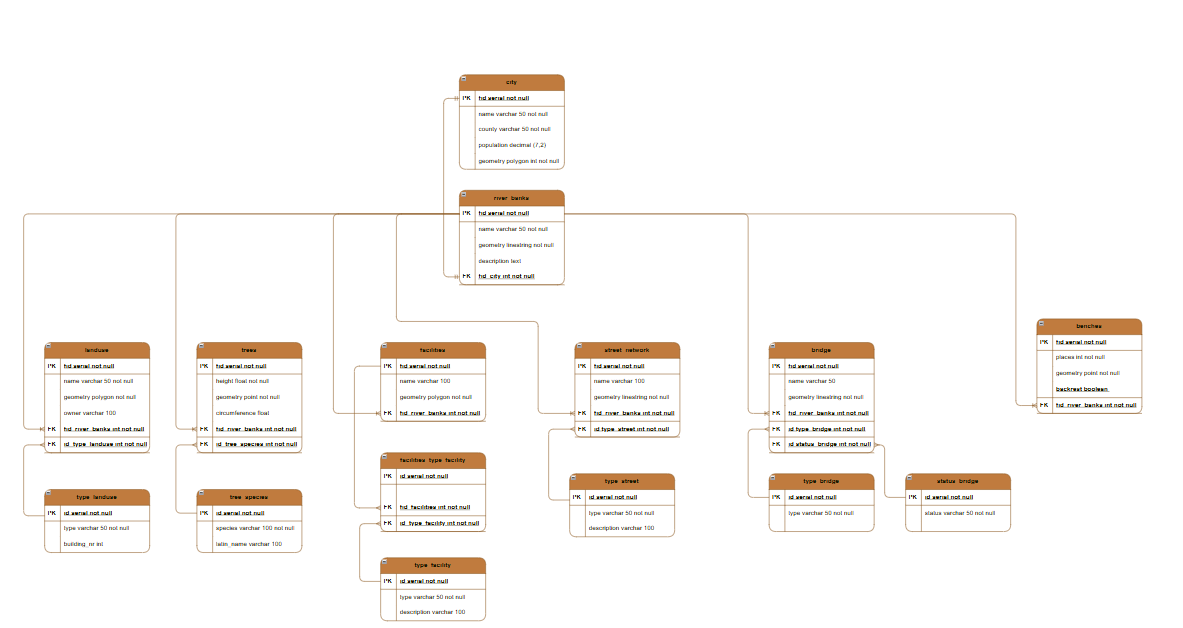 city
PK fid serial not null
name varchar 50 not null
county varchar 50 not null
population decimal (7,2)
geometry polygon int not null
river_banks
PK fid serial not null
name varchar 50 not null
geometry linestring not null
description text
FK fid_city int not null
landuse
PK fid serial not null
name varchar 50 not null
geometry polygon not null
owner varchar 100
FK fid_river_banks int not null
FK id_type_landuse int not null
trees
PK fid serial not null
height float not null
geometry point not null
circumference float
FK fid_river_banks int not null
FK id_tree_species int not null
facilities
PK fid serial not null
name varchar 100
geometry polygon not null
FK fid_river_banks int not null
street_network
PK fid serial not null
name varchar 100
geometry linestring not null
FK fid_river_banks int not null
FK id type_street int not null
bridge
PK fid serial not null
name varchar 50
geometry linestring not null
FK fid_river_banks int not null
FK id type_bridge int not null
FK id status_bridge int not null
benches
PK fid serial not null
places int not null
geometry point not null
backrest boolean
FK fid_river_banks int not null
facilities_type_facility
PK id serial not null
FK fid_facilities int not null
FK id_type_facility int not null
type_landuse
PK id serial not null
type varchar 50 not null
building_nr int
tree_species
PK id serial not null
species varchar 100 not null
latin_name varchar 100
type_street
PK id serial not null
type varchar 50 not null
description varchar 100
type_bridge
PK id serial not null
type varchar 50 not null
status_bridge
PK id serial not null
status varchar 50 not null
type_facility
PK id serial not null
type varchar 50 not null
description varchar 100